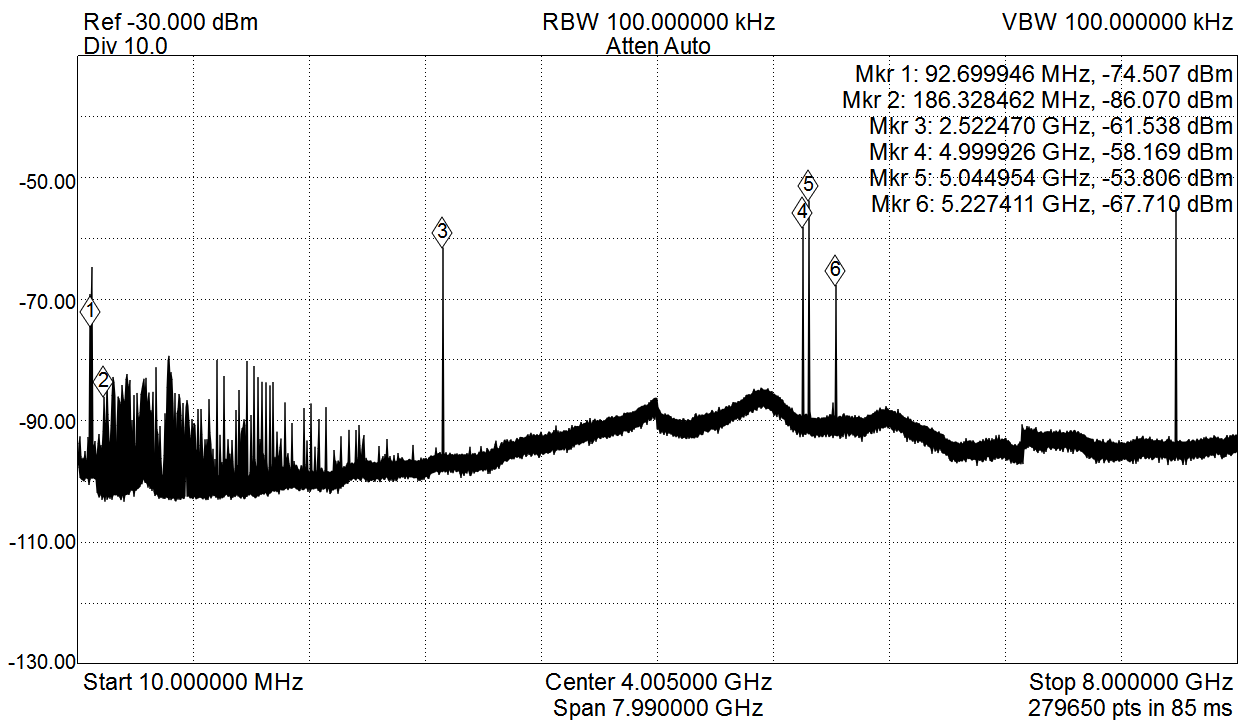 Ref -30.000 dBm RBW 100.000000 kHz VBW 100.000000 kHz
Div 10.0 Atten Auto
Mkr 1: 92.699946 MHz, -74.507 dBm
Mkr 2: 186.328462 MHz, -86.070 dBm
Mkr 3: 2.522470 GHz, -61.538 dBm
Mkr 4: 4.999926 GHz, -58.169 dBm
Mkr 5: 5.044954 GHz, -53.806 dBm
Mkr 6: 5.227411 GHz, -67.710 dBm
-50.00
5
4
3
6
-70.00
1
2
-90.00
-110.00
-130.00
Start 10.000000 MHz Center 4.005000 GHz Stop 8.000000 GHz
Span 7.990000 GHz 279650 pts in 85 ms